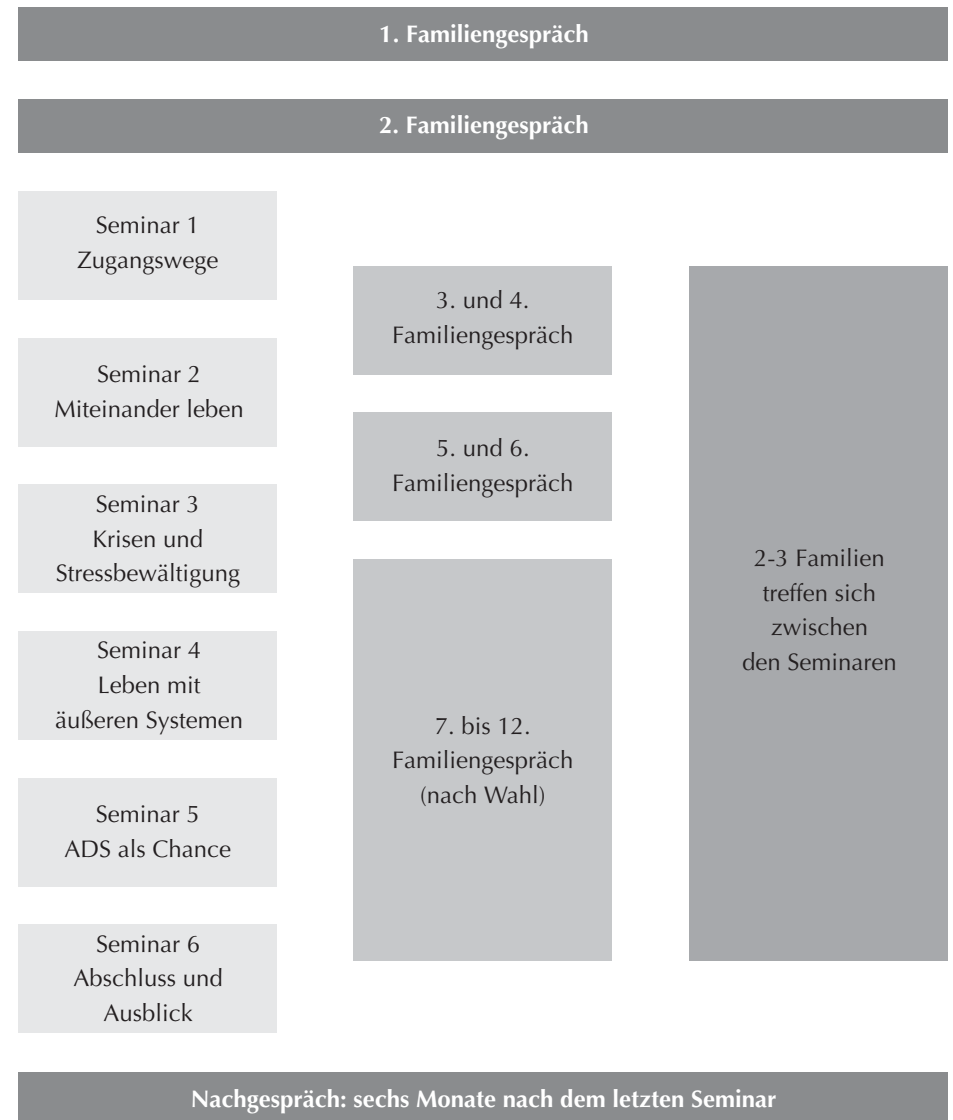 1. Familiengespräch
2. Familiengespräch
Seminar 1
Zugangswege
Seminar 2
Miteinander leben
Seminar 3
Krisen und
Stressbewältigung
Seminar 4
Leben mit
äußeren Systemen
Seminar 5
ADS als Chance
Seminar 6
Abschluss und
Ausblick
3. und 4.
Familiengespräch
5. und 6.
Familiengespräch
7. bis 12.
Familiengespräch
(nach Wahl)
2-3 Familien
treffen sich
zwischen
den Seminaren
Nachgespräch: sechs Monate nach dem letzten Seminar